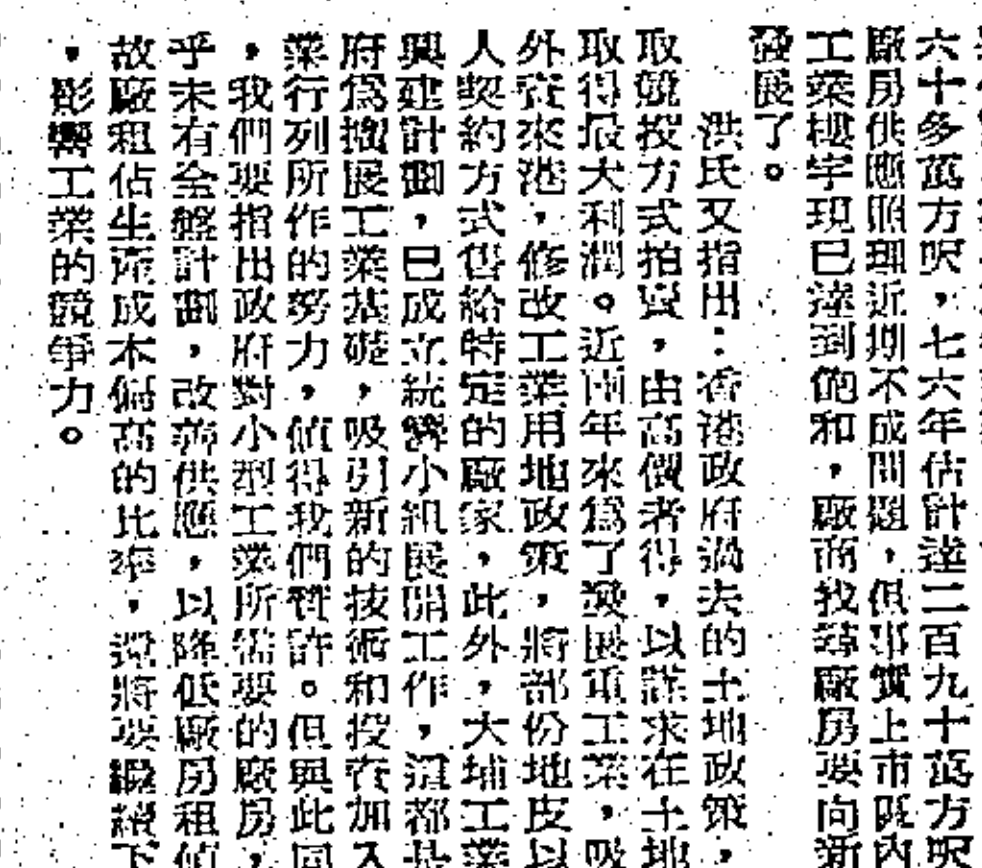 六十多萬方呎，七六年估計達二百九十萬方呎
廠房供應照理近期不成問題，但事實上市區內
工業樓宇現已達到飽和，廠商找尋廠房要向新
發展了。
洪氏又指出：香港政府過去的土地政策，
取競投方式拍賣，由高價者得，以謀求在土地
取得最大利潤。近兩年來爲了發展重工業，吸
外資來港，修改工業用地政策，將部份地皮以
人契約方式售給特定的廠家，此外，大埔工業
興建計劃，已成立統籌小組展開工作，這都是
府爲擴展工業基礎，吸引新的技術和投資加入
業行列所作的努力，值得我們贊許。但與此同
，我們要指出政府對小型工業所需要的廠房，
乎未有全盤計劃，改善供應，以降低廠房租值
故廠租佔生產成本偏高的比率，還將要繼續下
，影響工業的競爭力。